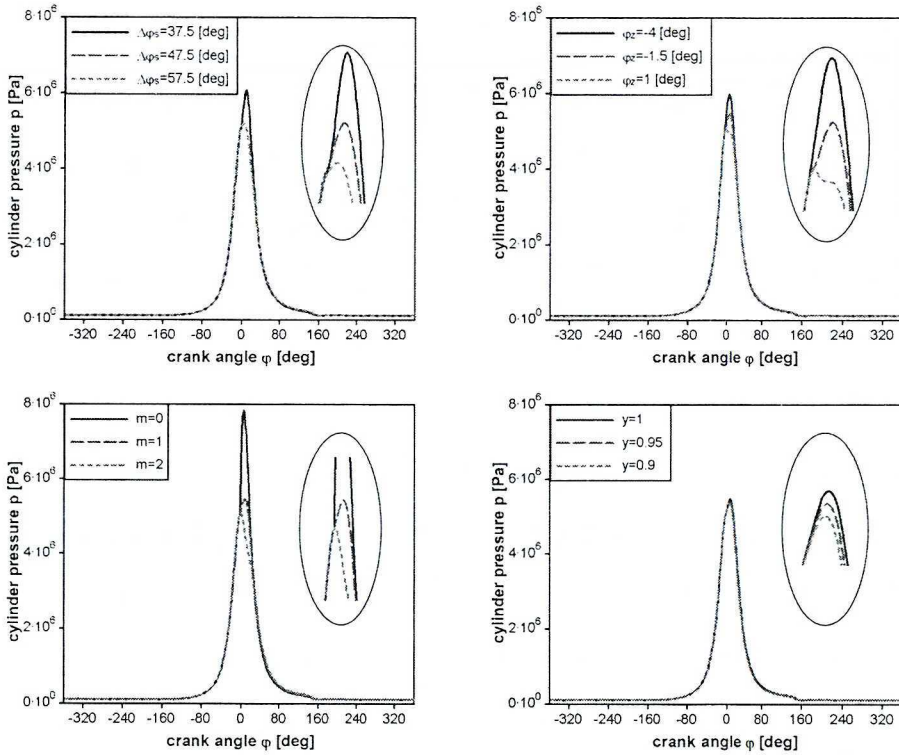 8·10⁶
6·10⁶
4·10⁶
2·10⁶
0·10⁰
cylinder pressure p [Pa]
Δφs=37.5 [deg]
Δφs=47.5 [deg]
Δφs=57.5 [deg]
-320 -240 -160 -80 0 80 160 240 320
crank angle φ [deg]
8·10⁶
6·10⁶
4·10⁶
2·10⁶
0·10⁰
cylinder pressure p [Pa]
φz=-4 [deg]
φz=-1.5 [deg]
φz=1 [deg]
-320 -240 -160 -80 0 80 160 240 320
crank angle φ [deg]
8·10⁶
6·10⁶
4·10⁶
2·10⁶
0·10⁰
cylinder pressure p [Pa]
m=0
m=1
m=2
-320 -240 -160 -80 0 80 160 240 320
crank angle φ [deg]
8·10⁶
6·10⁶
4·10⁶
2·10⁶
0·10⁰
cylinder pressure p [Pa]
y=1
y=0.95
y=0.9
-320 -240 -160 -80 0 80 160 240 320
crank angle φ [deg]